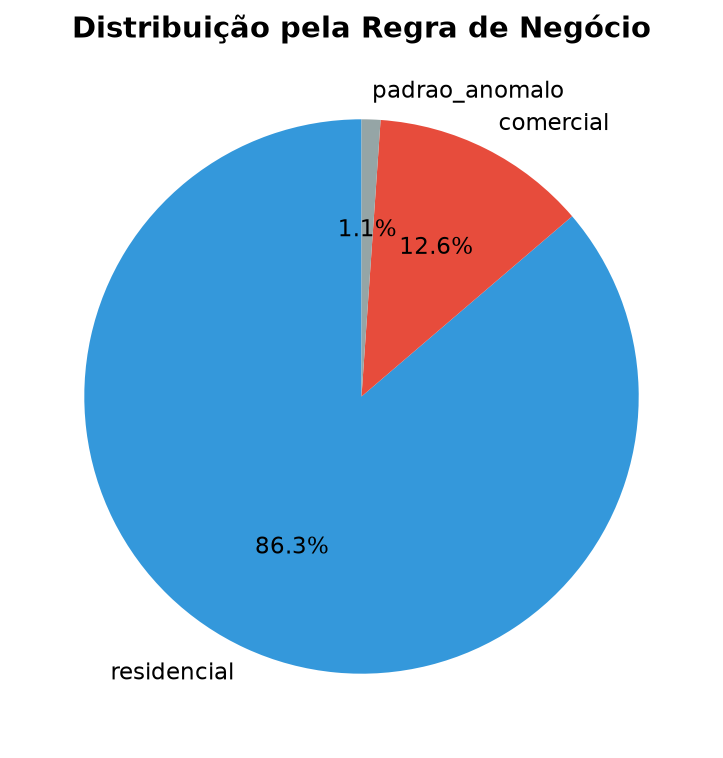 Distribuição pela Regra de Negócio
padrao_anomalo
comercial
1.1%
12.6%
86.3%
residencial